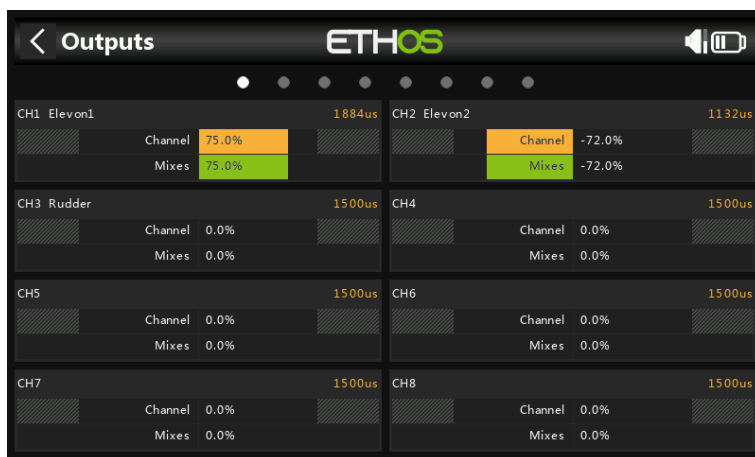 Outputs ETHOS
CH1 Elevon1 1884us CH2 Elevon2 1132us
Channel 75.0% Channel -72.0%
Mixes 75.0% Mixes -72.0%
CH3 Rudder 1500us CH4 1500us
Channel 0.0% Channel 0.0%
Mixes 0.0% Mixes 0.0%
CH5 1500us CH6 1500us
Channel 0.0% Channel 0.0%
Mixes 0.0% Mixes 0.0%
CH7 1500us CH8 1500us
Channel 0.0% Channel 0.0%
Mixes 0.0% Mixes 0.0%